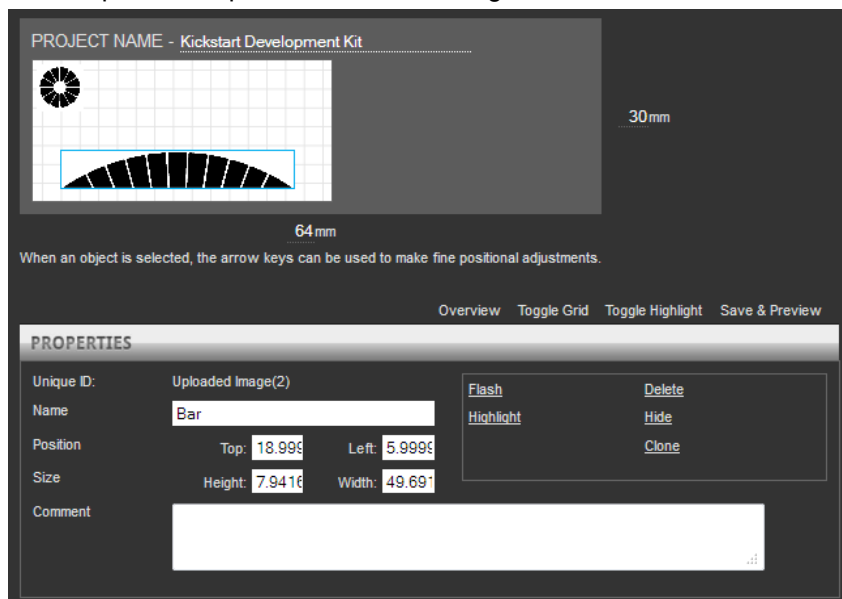 PROJECT NAME - Kickstart Development Kit
30mm
64mm
When an object is selected, the arrow keys can be used to make fine positional adjustments.
Overview Toggle Grid Toggle Highlight Save & Preview
PROPERTIES
Unique ID: Uploaded Image(2)
Flash Delete
Name Bar
Highlight Hide
Position Top: 18.999 Left: 5.9999
Clone
Size Height: 7.9416 Width: 49.691
Comment